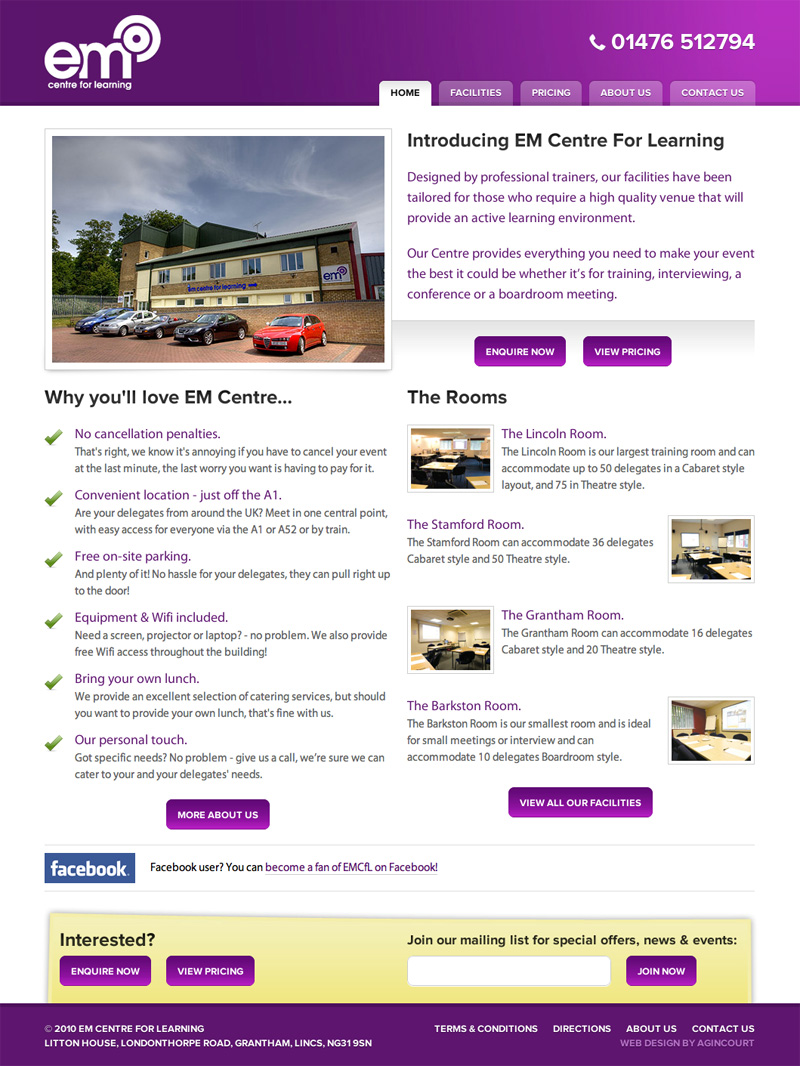 em
centre for learning
01476 512794
HOME
FACILITIES
PRICING
ABOUT US
CONTACT US
Em centre for learning
em
Introducing EM Centre For Learning
Designed by professional trainers, our facilities have been
tailored for those who require a high quality venue that will
provide an active learning environment.
Our Centre provides everything you need to make your event
the best it could be whether it's for training, interviewing, a
conference or a boardroom meeting.
ENQUIRE NOW
VIEW PRICING
Why you'll love EM Centre...
No cancellation penalties.
That's right, we know it's annoying if you have to cancel your event
at the last minute, the last worry you want is having to pay for it.
Convenient location - just off the A1.
Are your delegates from around the UK? Meet in one central point,
with easy access for everyone via the A1 or A52 or by train.
Free on-site parking.
And plenty of it! No hassle for your delegates, they can pull right up
to the door!
Equipment & Wifi included.
Need a screen, projector or laptop? - no problem. We also provide
free Wifi access throughout the building!
Bring your own lunch.
We provide an excellent selection of catering services, but should
you want to provide your own lunch, that's fine with us.
Our personal touch.
Got specific needs? No problem - give us a call, we're sure we can
cater to your and your delegates' needs.
MORE ABOUT US
The Rooms
The Lincoln Room.
The Lincoln Room is our largest training room and can
accommodate up to 50 delegates in a Cabaret style
layout, and 75 in Theatre style.
The Stamford Room.
The Stamford Room can accommodate 36 delegates
Cabaret style and 50 Theatre style.
The Grantham Room.
The Grantham Room can accommodate 16 delegates
Cabaret style and 20 Theatre style.
The Barkston Room.
The Barkston Room is our smallest room and is ideal
for small meetings or interview and can
accommodate 10 delegates Boardroom style.
VIEW ALL OUR FACILITIES
facebook
Facebook user? You can become a fan of EMCfL on Facebook!
Interested?
ENQUIRE NOW
VIEW PRICING
Join our mailing list for special offers, news & events:
JOIN NOW
© 2010 EM CENTRE FOR LEARNING
LITTON HOUSE, LONDONTHORPE ROAD, GRANTHAM, LINCS, NG31 9SN
TERMS & CONDITIONS
DIRECTIONS
ABOUT US
CONTACT US
WEB DESIGN BY AGINCOURT